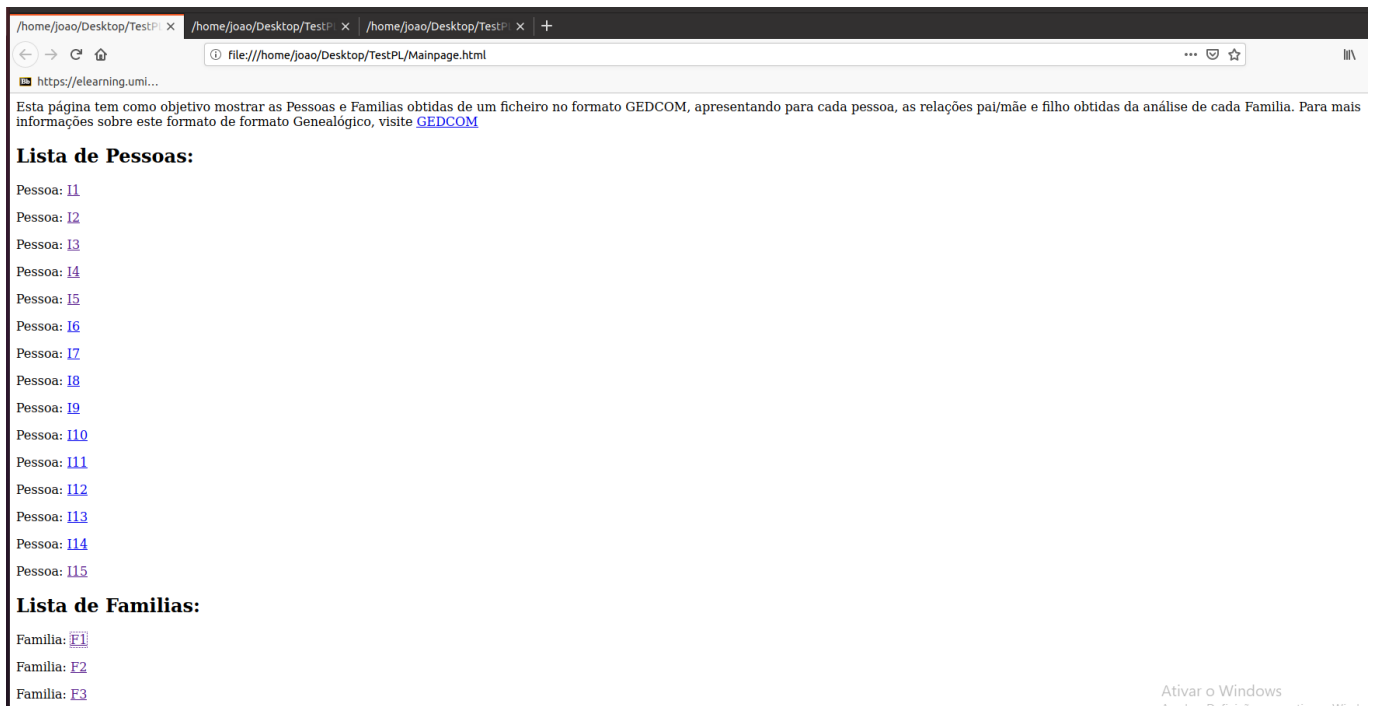 /home/joao/Desktop/TestPl /home/joao/Desktop/TestP /home/joao/Desktop/TestP
file:///home/joao/Desktop/TestPL/Mainpage.html
https://elearning.umi...
Esta página tem como objetivo mostrar as Pessoas e Familias obtidas de um ficheiro no formato GEDCOM, apresentando para cada pessoa, as relações pai/mãe e filho obtidas da análise de cada Familia. Para mais
informações sobre este formato de formato Genealógico, visite GEDCOM
Lista de Pessoas:
Pessoa: I1
Pessoa: I2
Pessoa: I3
Pessoa: I4
Pessoa: I5
Pessoa: I6
Pessoa: I7
Pessoa: I8
Pessoa: I9
Pessoa: I10
Pessoa: I11
Pessoa: I12
Pessoa: I13
Pessoa: I14
Pessoa: I15
Lista de Familias:
Familia: F1
Familia: F2
Familia: F3
Ativar o Windows